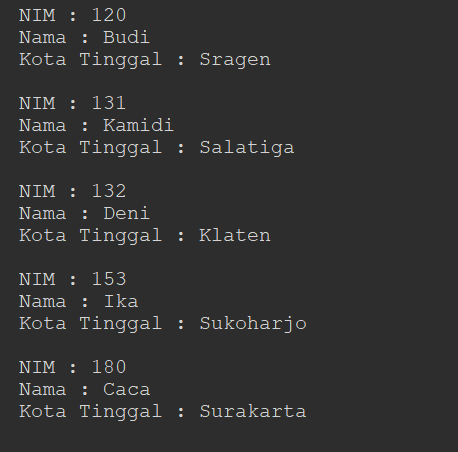 NIM : 120
Nama : Budi
Kota Tinggal : Sragen
NIM : 131
Nama : Kamidi
Kota Tinggal : Salatiga
NIM : 132
Nama : Deni
Kota Tinggal : Klaten
NIM : 153
Nama : Ika
Kota Tinggal : Sukoharjo
NIM : 180
Nama : Caca
Kota Tinggal : Surakarta